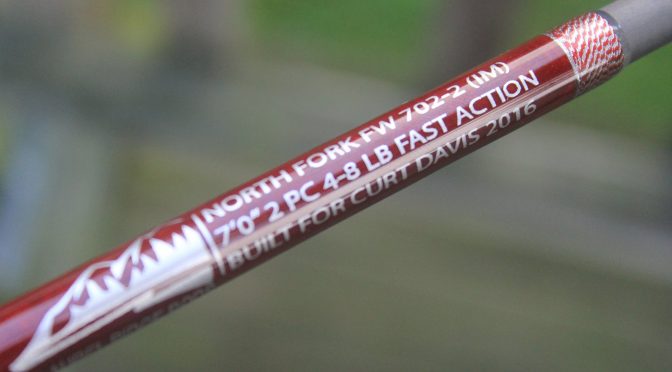 NORTH FORK FW 702-2 (IM)
7'0" 2 PC 4-8 LB FAST ACTION
BUILT FOR CURT DAVIS 2016